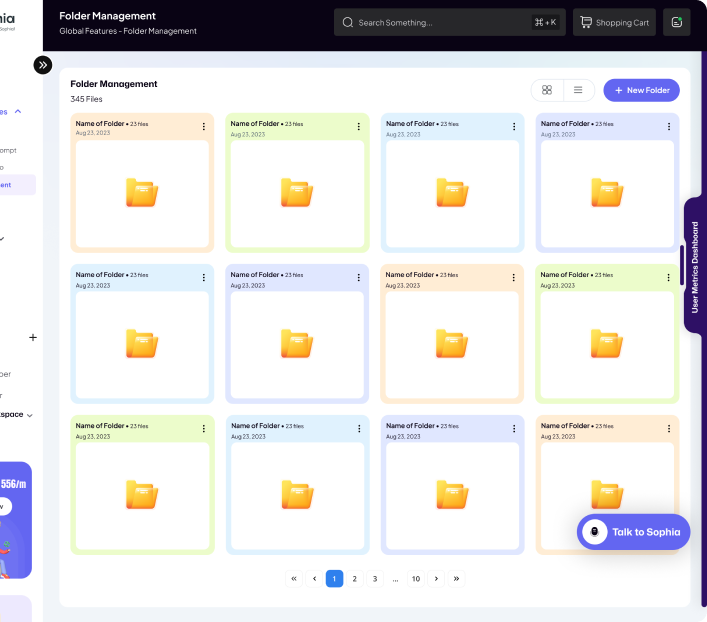 Folder Management
Global Features - Folder Management
Search Something...
⌘+K
Shopping Cart
Folder Management
345 Files
New Folder
Name of Folder • 23 files
Aug 23, 2023
Name of Folder • 23 files
Aug 23, 2023
Name of Folder • 23 files
Aug 23, 2023
Name of Folder • 23 files
Aug 23, 2023
Name of Folder • 23 files
Aug 23, 2023
Name of Folder • 23 files
Aug 23, 2023
Name of Folder • 23 files
Aug 23, 2023
Name of Folder • 23 files
Aug 23, 2023
Name of Folder • 23 files
Aug 23, 2023
Name of Folder • 23 files
Aug 23, 2023
Name of Folder • 23 files
Aug 23, 2023
Name of Folder • 23 files
Aug 23, 2023
User Metrics Dashboard
556/m
Talk to Sophia
« ‹ 1 2 3 ... 10 › »